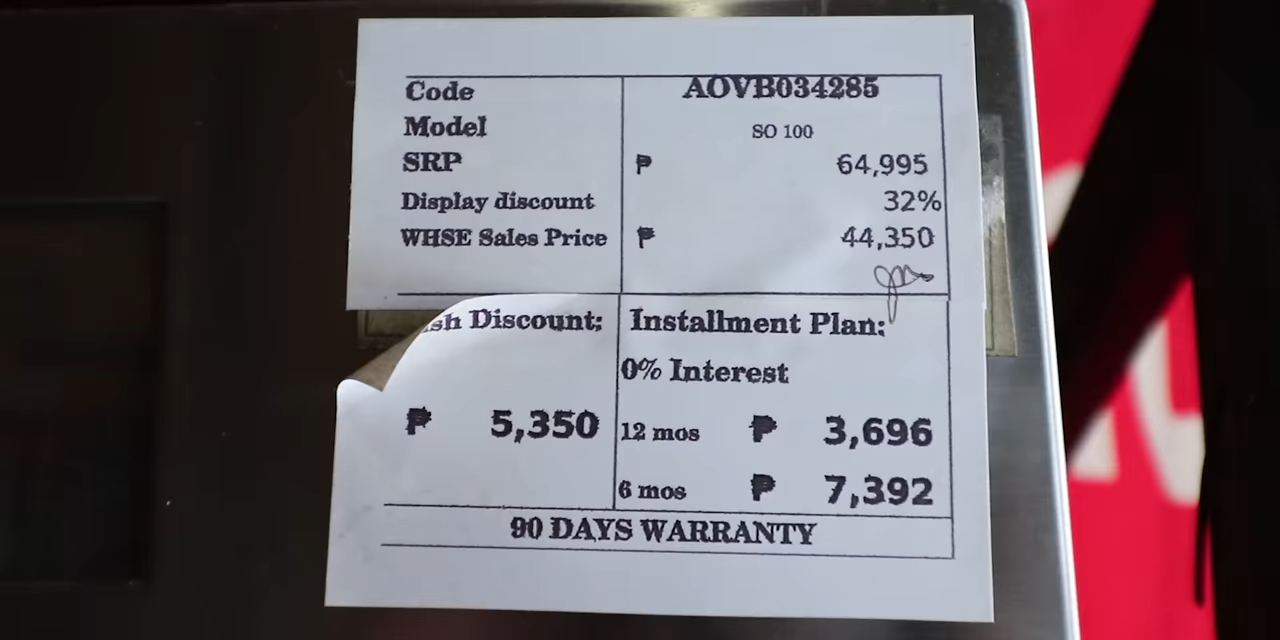 Code AOVB034285
Model SO 100
SRP ₱ 64,995
Display discount 32%
WHSE Sales Price ₱ 44,350
sh Discount: Installment Plan:
0% Interest
₱ 5,350 12 mos ₱ 3,696
6 mos ₱ 7,392
90 DAYS WARRANTY